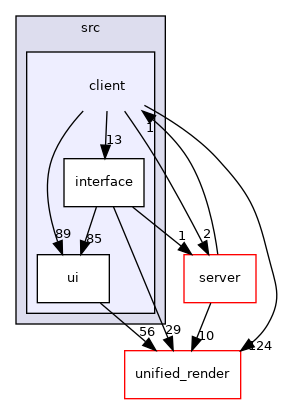 src
client
1
13
interface
89
85
1
2
ui
server
56
29
10
124
unified_render